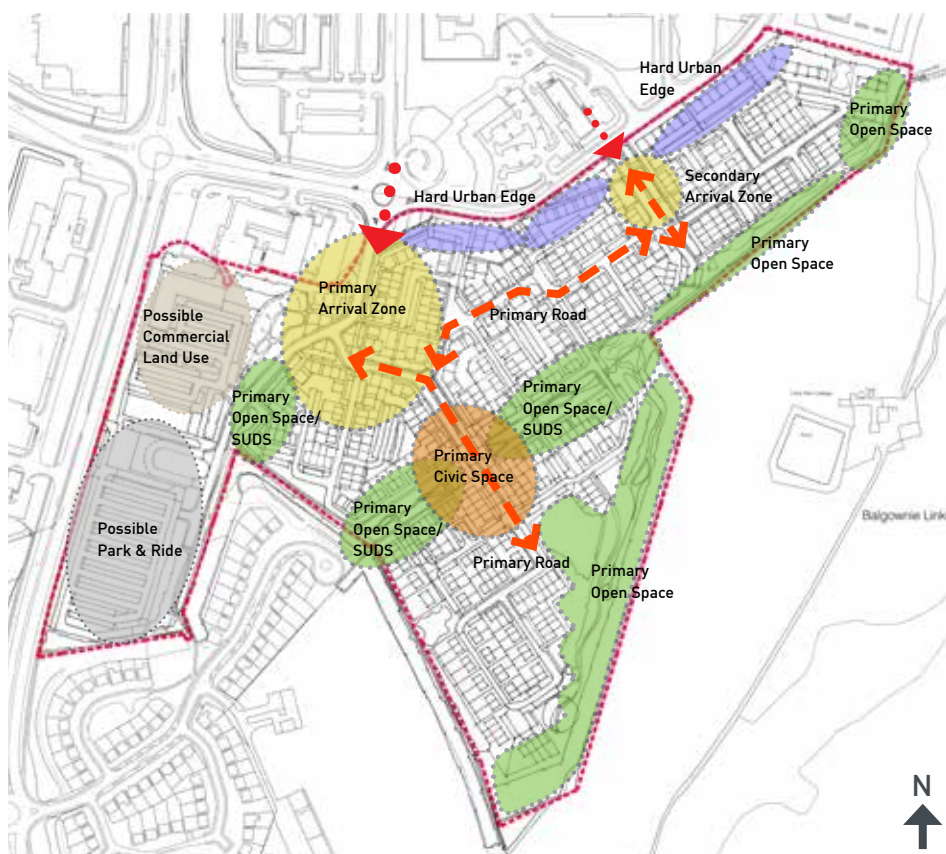 Hard Urban
Edge
Primary
Open Space
Secondary
Arrival Zone
Hard Urban Edge
Primary
Open Space
Primary
Arrival Zone
Primary Road
Possible
Commercial
Land Use
Primary
Open Space/
SUDS
Primary
Open Space/
SUDS
Primary
Civic Space
Primary
Open Space/
SUDS
Possible
Park & Ride
Primary Road
Primary
Open Space
Balgownie Link
N